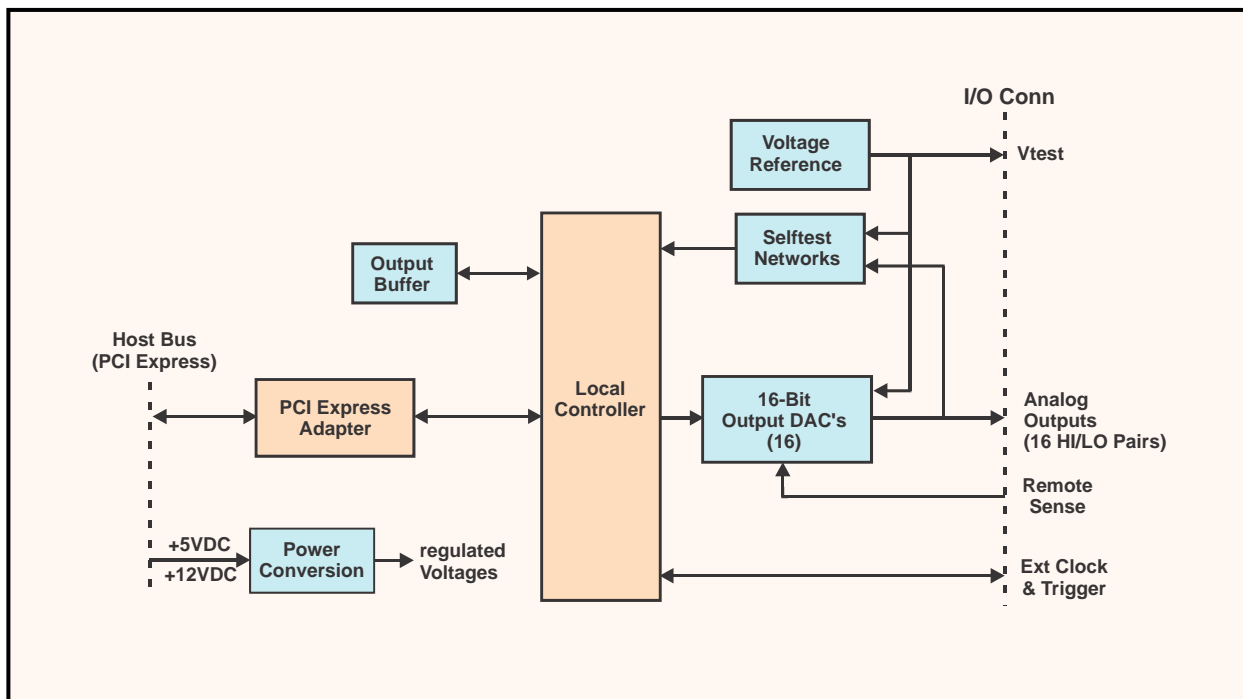 I/O Conn
Voltage
Reference
Vtest
Selftest
Networks
Output
Buffer
Host Bus
(PCI Express)
PCI Express
Adapter
Local
Controller
16-Bit
Output DAC's
(16)
Analog
Outputs
(16 HI/LO Pairs)
Remote
Sense
+5VDC
+12VDC
Power
Conversion
regulated
Voltages
Ext Clock
& Trigger